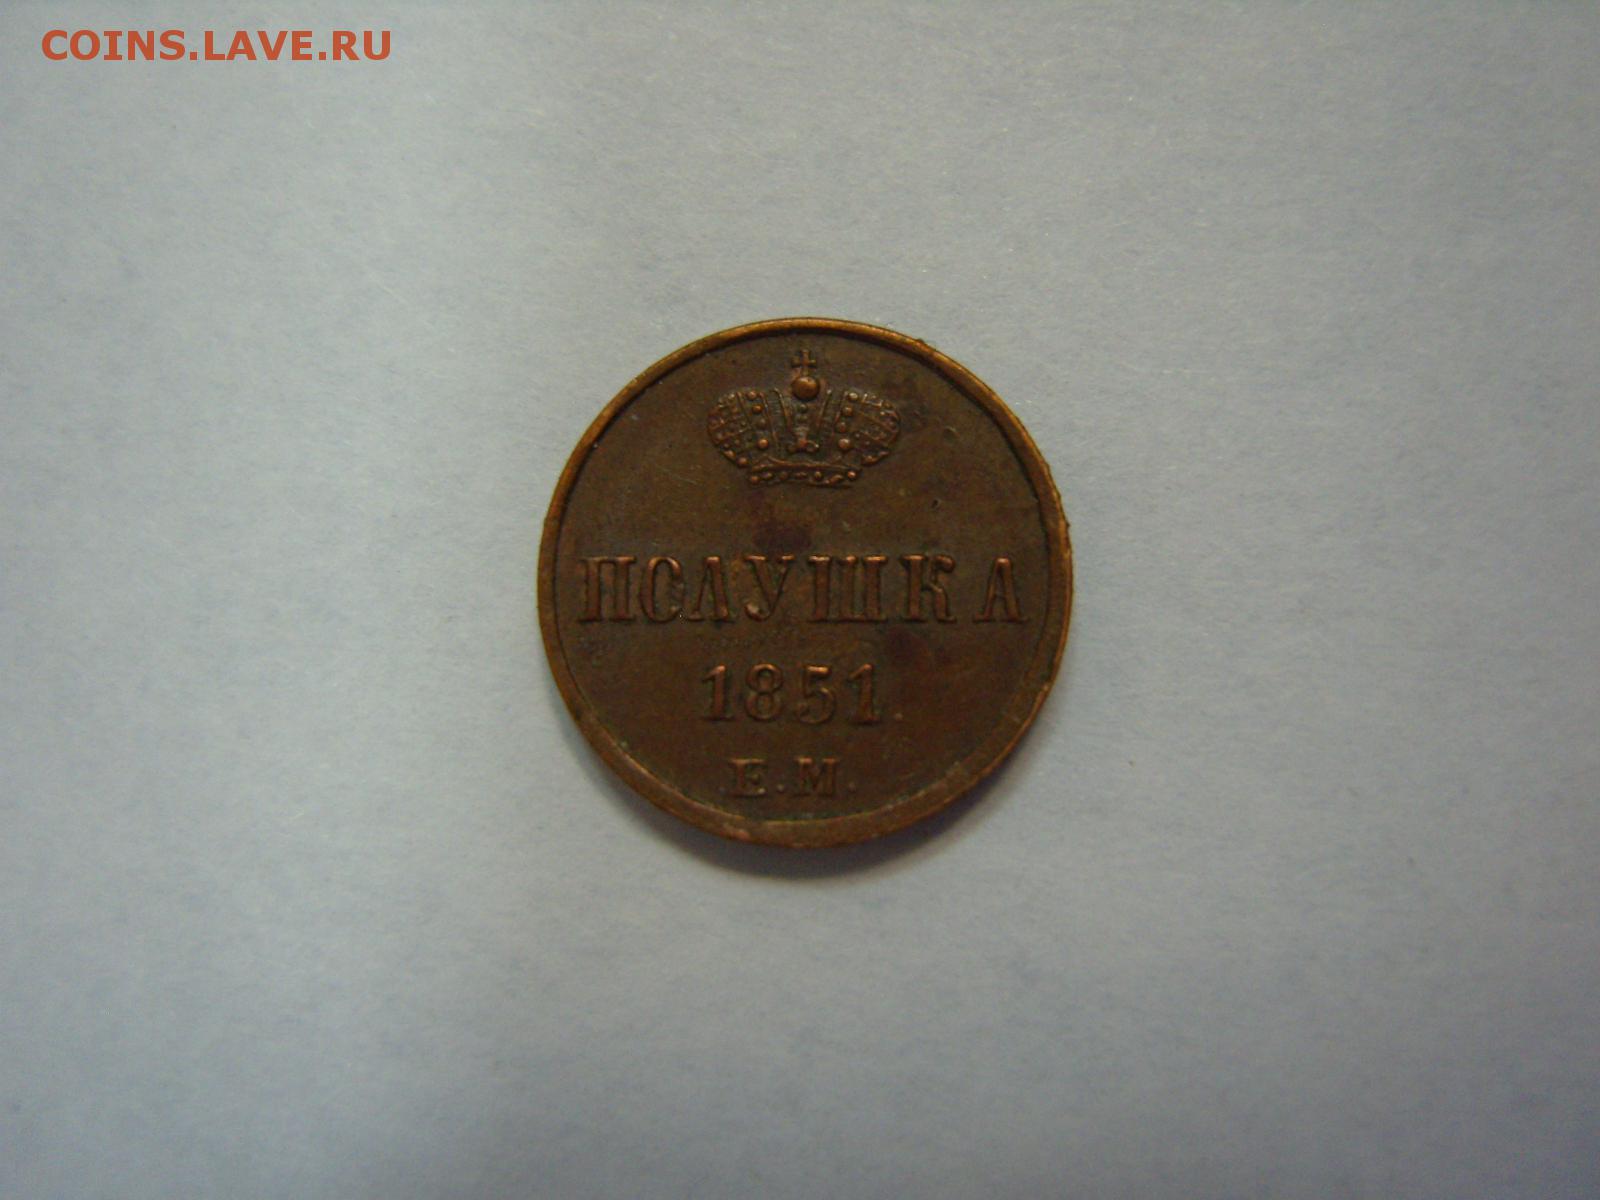 COINS.LAVE.RU
ПОЛУШКА
1851
Е.М.